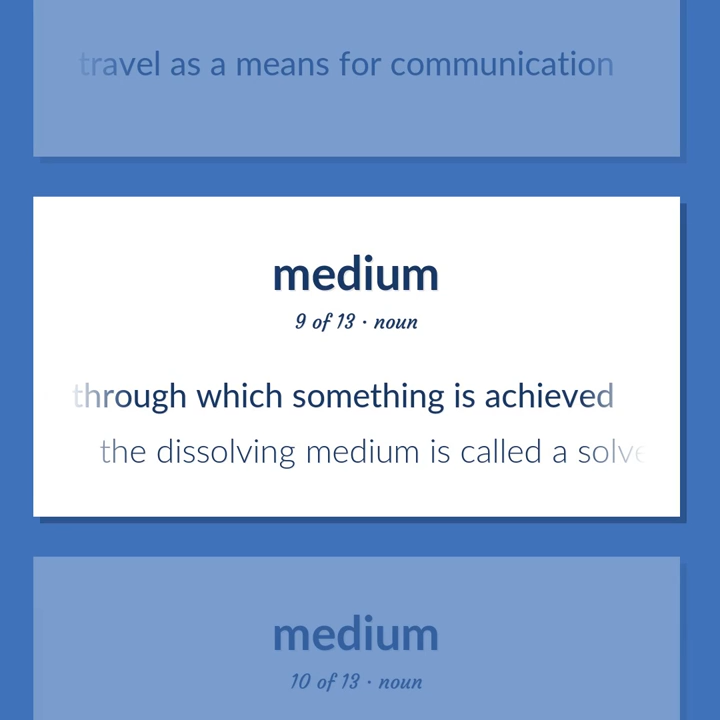 travel as a means for communication
medium
9 of 13 · noun
through which something is achieved
the dissolving medium is called a
medium
10 of 13 · noun